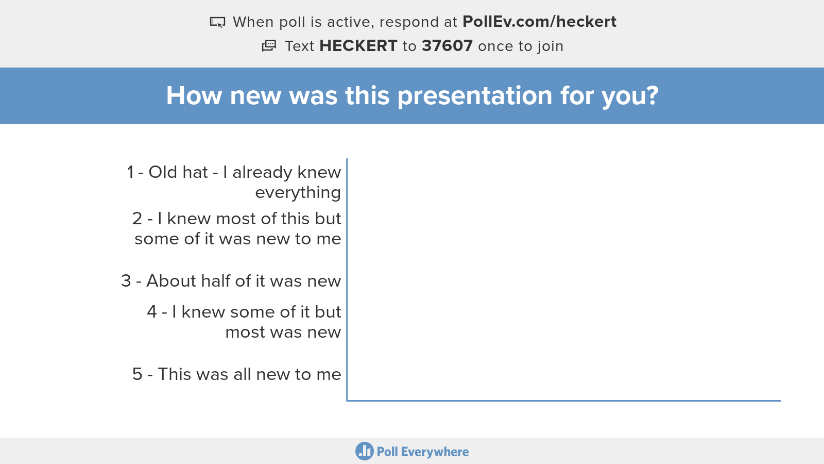 When poll is active, respond at PollEv.com/heckert
Text HECKERT to 37607 once to join
How new was this presentation for you?
1 - Old hat - I already knew
everything
2 - I knew most of this but
some of it was new to me
3 - About half of it was new
4 - I knew some of it but
most was new
5 - This was all new to me
Poll Everywhere